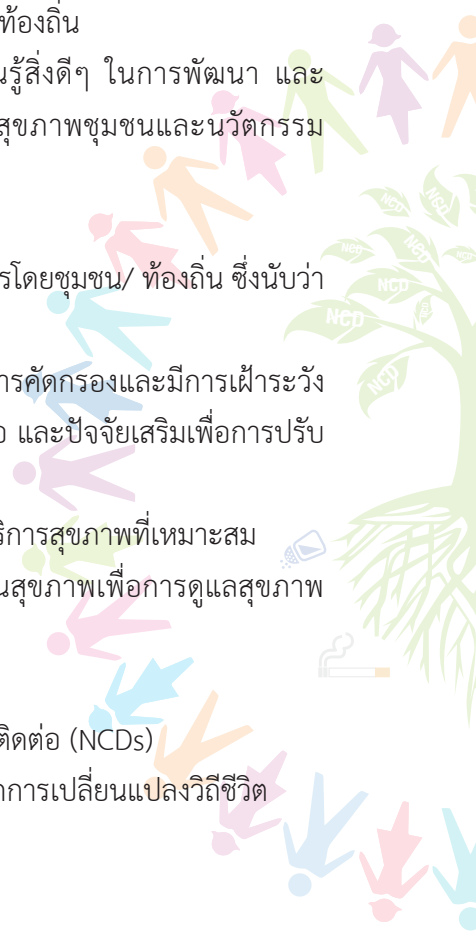 ท้องถิ่น
นรู้สิ่งดีๆ ในการพัฒนา และ
สุขภาพชุมชนและนวัตกรรม
รโดยชุมชน/ ท้องถิ่น ซึ่งนับว่า
ารคัดกรองและมีการเฝ้าระวัง
อ และปัจจัยเสริมเพื่อการปรับ
ริการสุขภาพที่เหมาะสม
นสุขภาพเพื่อการดูแลสุขภาพ
ติดต่อ (NCDs)
าการเปลี่ยนแปลงวิถีชีวิต
NCD
NCD
NCD
NCD
NCD
NCD